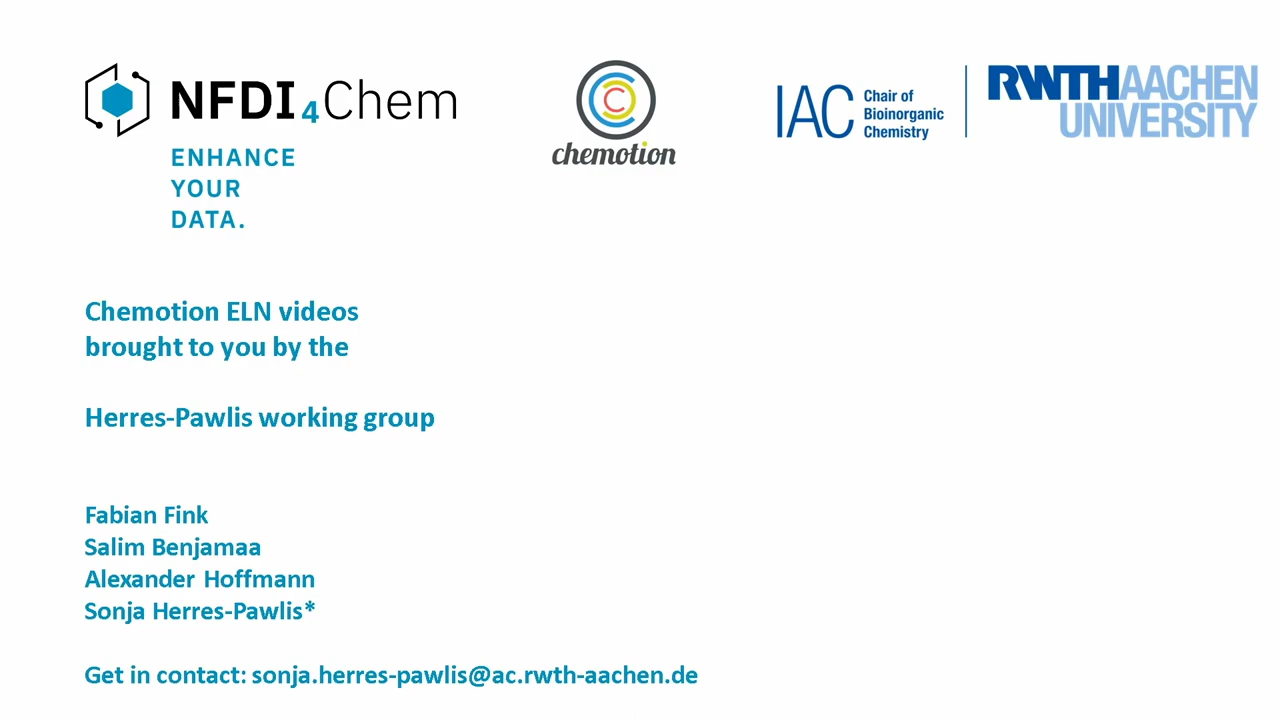 NFDI4Chem
ENHANCE
YOUR
DATA.
chemotion
IAC
Chair of
Bioinorganic
Chemistry
RWTHAACHEN
UNIVERSITY
Chemotion ELN videos
brought to you by the
Herres-Pawlis working group
Fabian Fink
Salim Benjamaa
Alexander Hoffmann
Sonja Herres-Pawlis*
Get in contact: sonja.herres-pawlis@ac.rwth-aachen.de